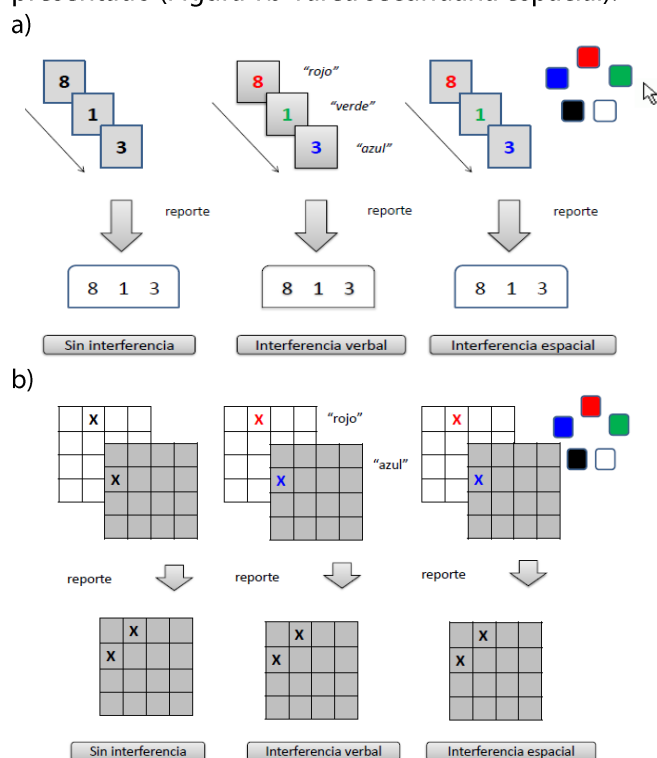 presentado (Figura 1.b Tarea secundaria espacial).
a)
8 8 "rojo" 8
1 1 "verde" 1
3 3 "azul" 3
reporte reporte reporte
8 1 3 8 1 3 8 1 3
Sin interferencia Interferencia verbal Interferencia espacial
b)
X X "rojo" X
"azul"
X X X
reporte reporte reporte
X X X
X X X
Sin interferencia Interferencia verbal Interferencia espacial